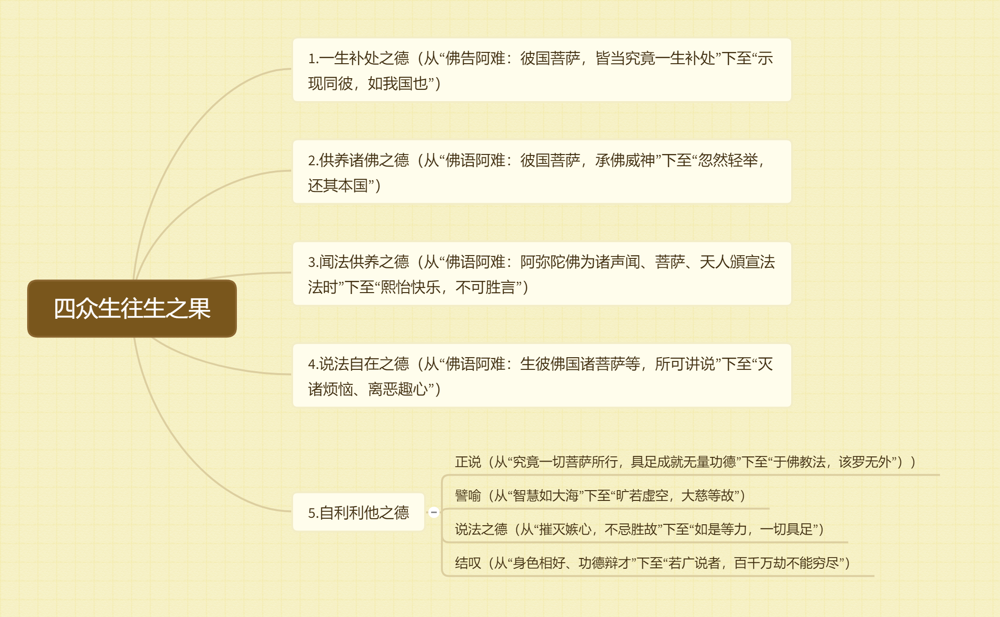 1.一生补处之德（从“佛告阿难：彼国菩萨，皆当究竟一生补处”下至“示
现同彼，如我国也”）
2.供养诸佛之德（从“佛语阿难：彼国菩萨，承佛威神”下至“忽然轻举，
还其本国”）
3.闻法供养之德（从“佛语阿难：阿弥陀佛为诸声闻、菩萨、天人頒宣法
法时”下至“熙怡快乐，不可胜言”）
四众生往生之果
4.说法自在之德（从“佛语阿难：生彼佛国诸菩萨等，所可讲说”下至“灭
诸烦恼、离恶趣心”）
5.自利利他之德
正说（从“究竟一切菩萨所行，具足成就无量功德”下至“于佛教法，该罗无外”））
譬喻（从“智慧如大海”下至“旷若虚空，大慈等故”）
说法之德（从“摧灭嫉心，不忌胜故”下至“如是等力，一切具足”）
结叹（从“身色相好、功德辩才”下至“若广说者，百千万劫不能穷尽”）